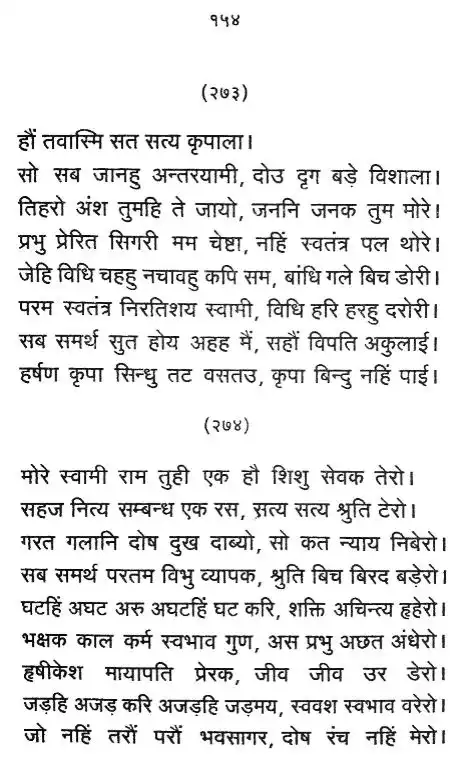 १५४
(२७३)
हौं तवास्मि सत सत्य कृपाला।
सो सब जानहु अन्तरयामी, दोउ दृग बड़े विशाला।
तिहरो अंश तुमहि ते जायो, जननि जनक तुम मोरे।
प्रभु प्रेरित सिगरी मम चेष्टा, नहिं स्वतंत्र पल थोरे।
जेहि विधि चहहु नचावहु कपि सम, बांधि गले बिच डोरी।
परम स्वतंत्र निरतिशय स्वामी, विधि हरि हरहु दरोरी।
सब समर्थ सुत होय अहह मैं, सहौं विपति अकुलाई।
हर्षण कृपा सिन्धु तट वसतउ, कृपा बिन्दु नहिं पाई।
(२७४)
मोरे स्वामी राम तुही एक हौ शिशु सेवक तेरो।
सहज नित्य सम्बन्ध एक रस, सत्य सत्य श्रुति टेरो।
गरत गलानि दोष दुख दाब्यो, सो कत न्याय निबेरो।
सब समर्थ परतम विभु व्यापक, श्रुति बिच बिरद बड़ेरो।
घटहिं अघट अरु अघटहिं घट करि, शक्ति अचिन्त्य हृहेरो।
भक्षक काल कर्म स्वभाव गुण, अस प्रभु अछत अंधेरो।
हृषीकेश मायापति प्रेरक, जीव जीव उर डेरो।
जड़हि अजड़ करि अजड़हि जड़मय, स्ववश स्वभाव वरेरो।
जो नहिं तरौं परौं भवसागर, दोष रंच नहिं मेरो।